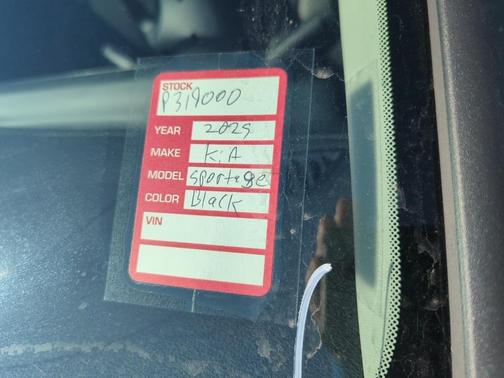 STOCK
P319000
YEAR 2025
MAKE KiA
MODEL sportage
COLOR Black
VIN